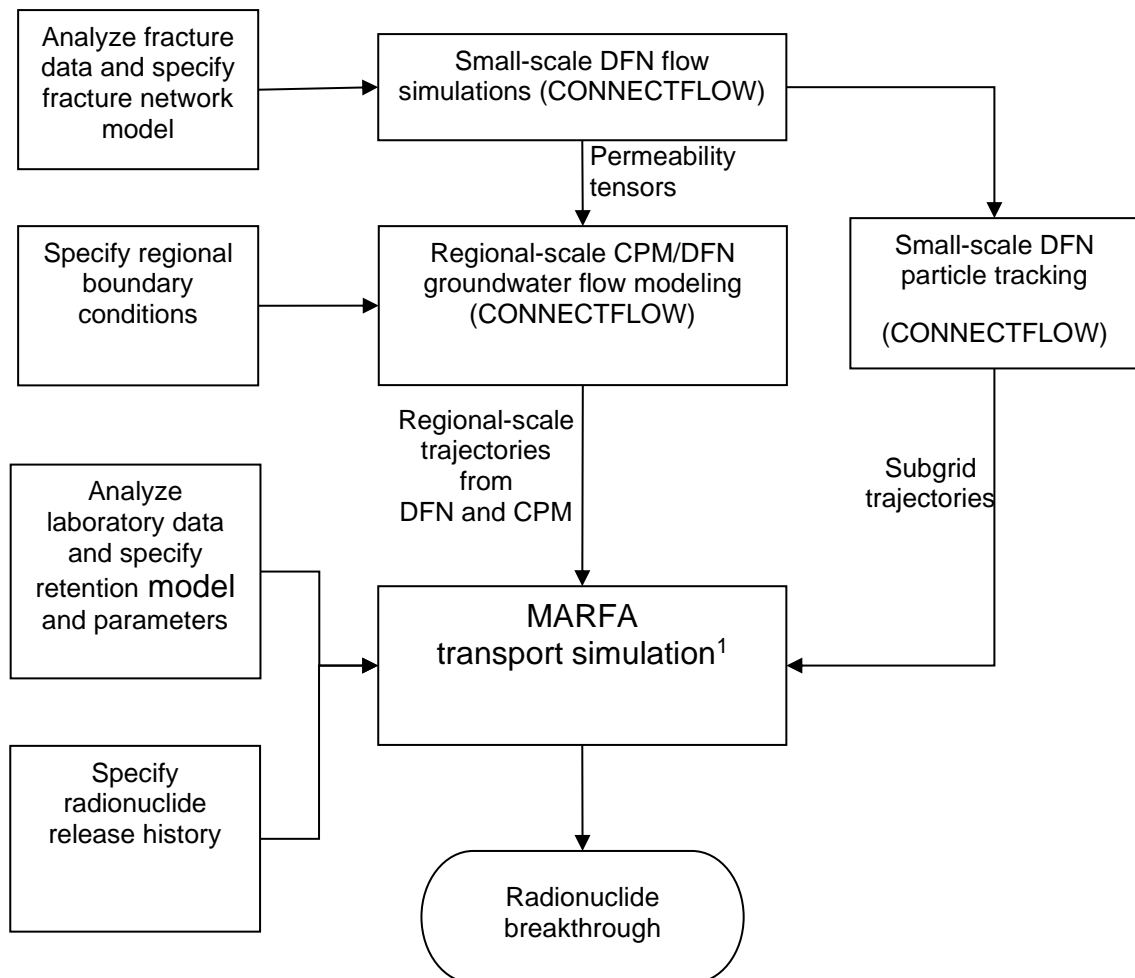 Analyze fracture
data and specify
fracture network
model
Small-scale DFN flow
simulations (CONNECTFLOW)
Permeability
tensors
Specify regional
boundary
conditions
Regional-scale CPM/DFN
groundwater flow modeling
(CONNECTFLOW)
Small-scale DFN
particle tracking
(CONNECTFLOW)
Regional-scale
trajectories
from
DFN and CPM
Subgrid
trajectories
Analyze
laboratory data
and specify
retention model
and parameters
MARFA
transport simulation¹
Specify
radionuclide
release history
Radionuclide
breakthrough